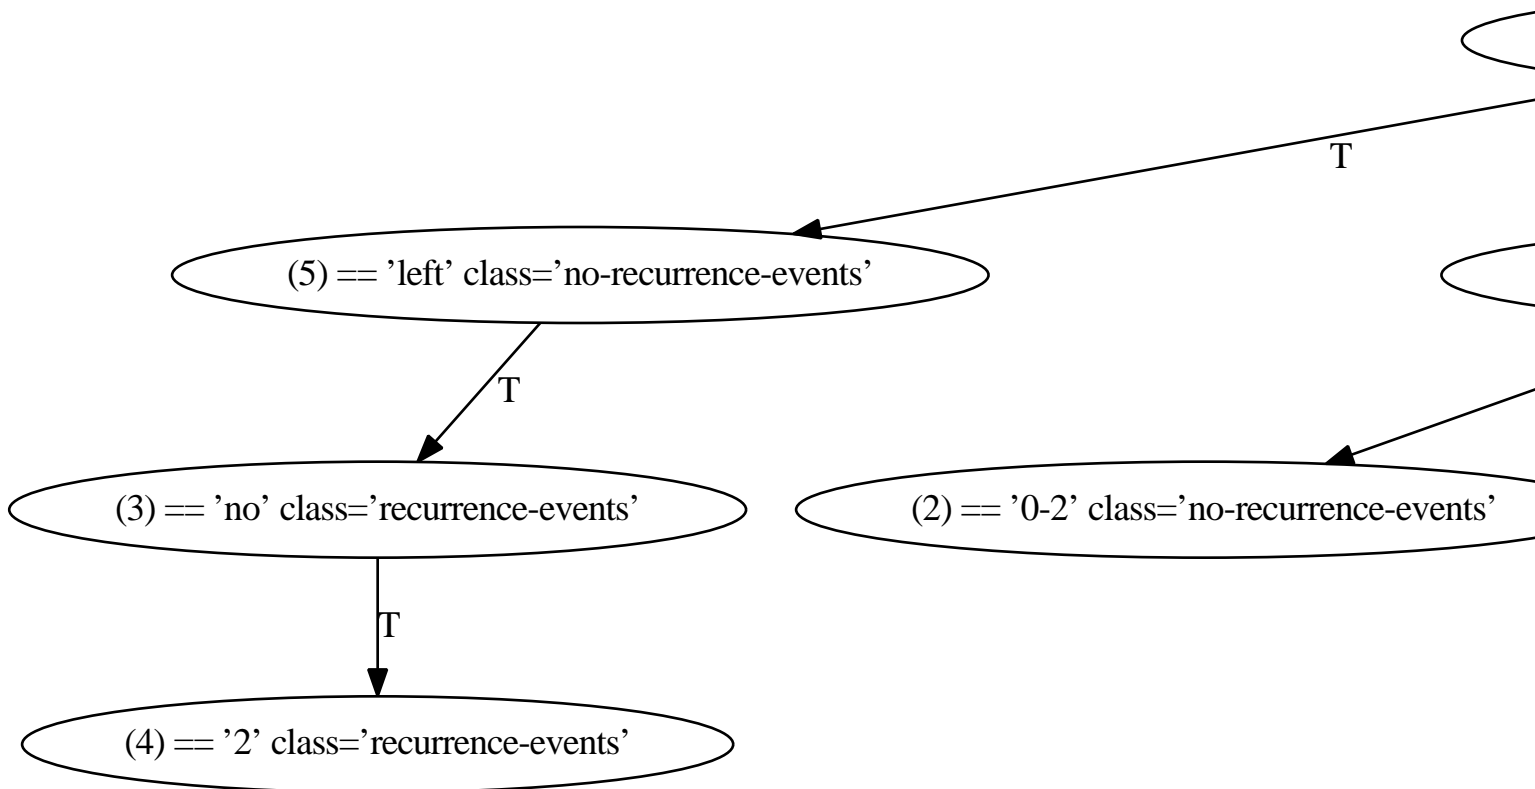 T
(5) == ’left’ class=’no-recurrence-events’
T
(3) == ’no’ class=’recurrence-events’
(2) == ’0-2’ class=’no-recurrence-events’
T
(4) == ’2’ class=’recurrence-events’